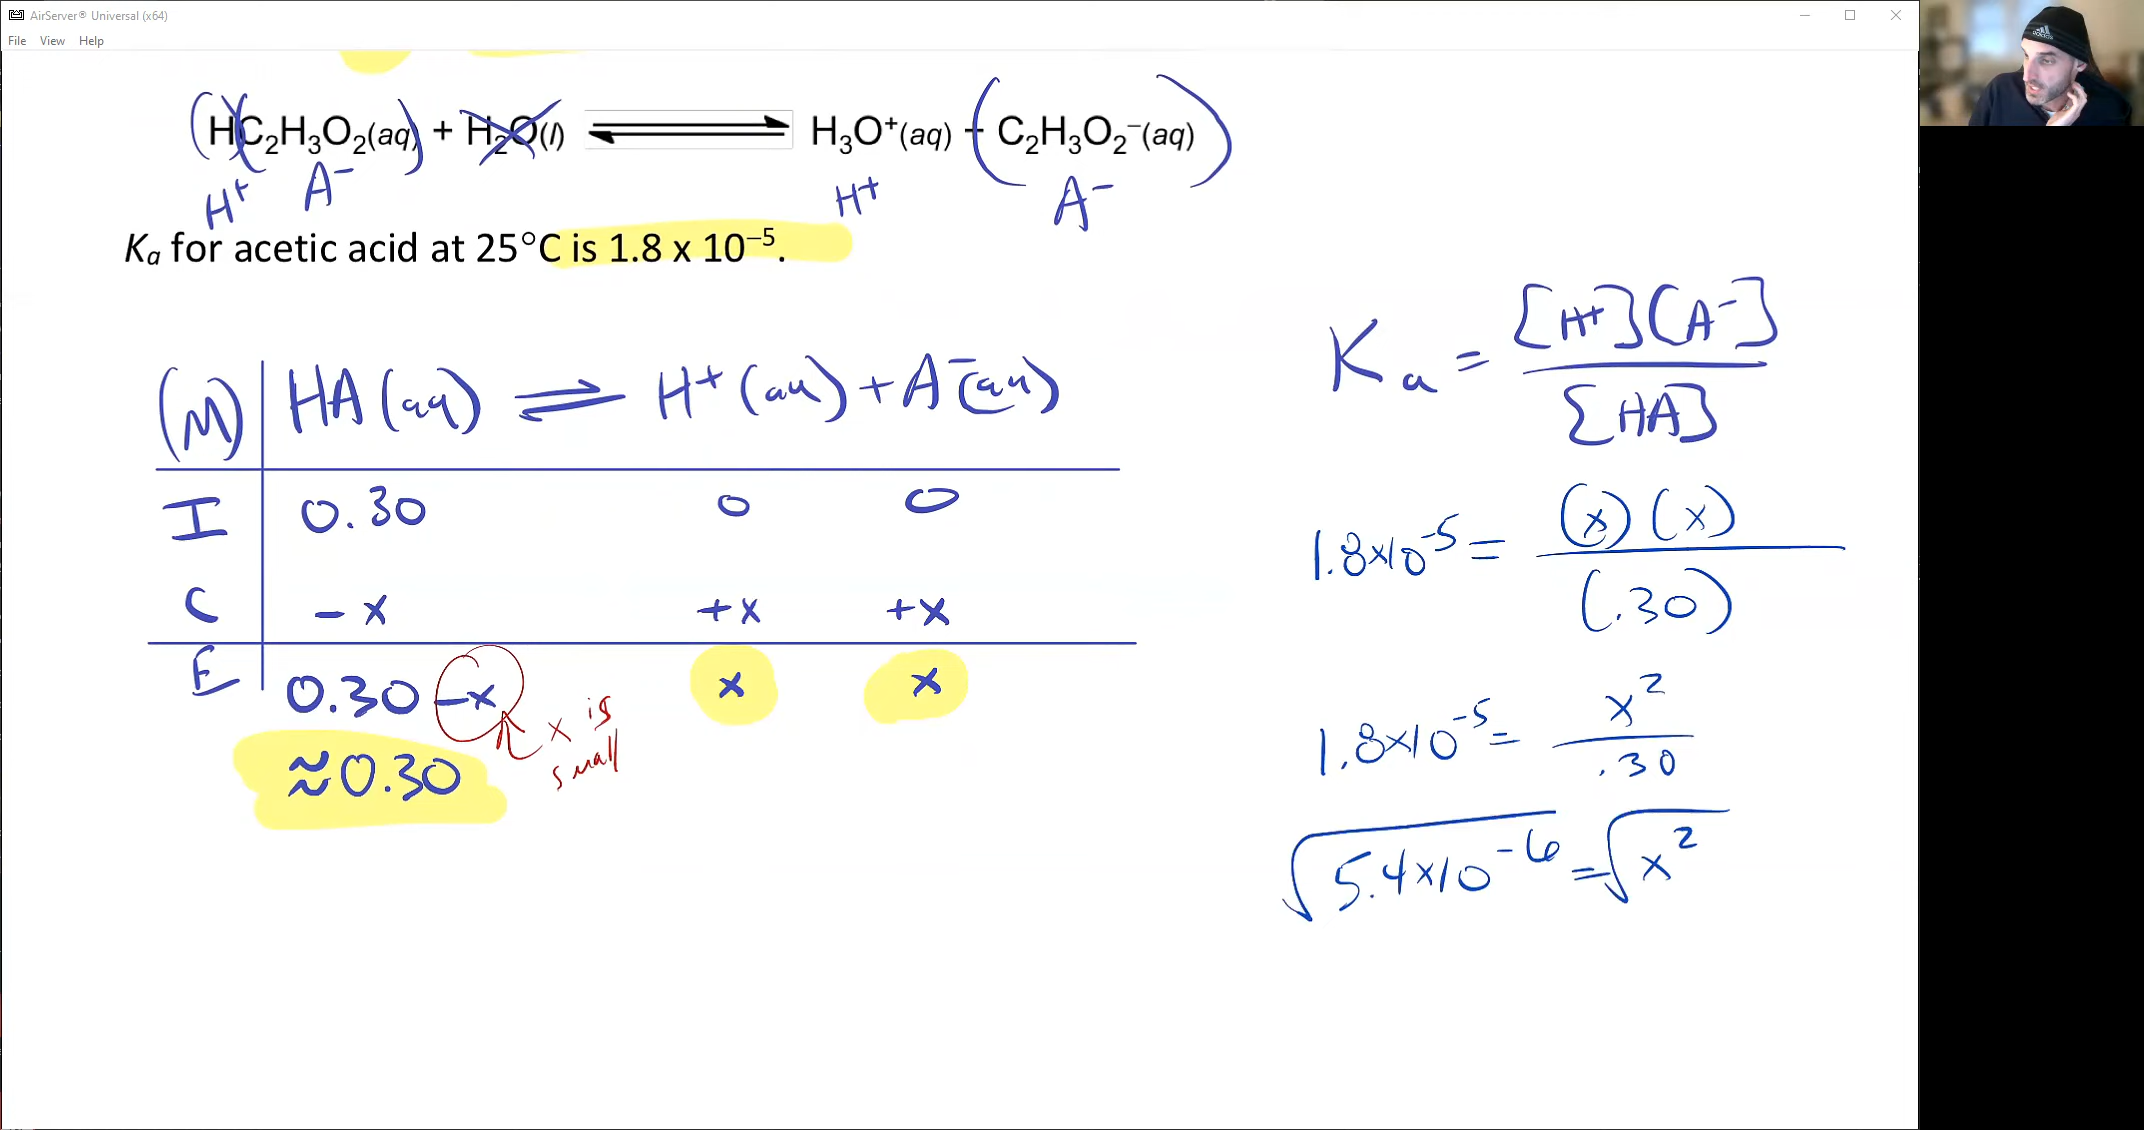 AirServer® Universal (x64)
File View Help
HC₂H₃O₂(aq) + H₂O(l) ⇌ H₃O⁺(aq) + C₂H₃O₂⁻(aq)
H⁺ A⁻ H⁺ A⁻
Kₐ for acetic acid at 25°C is 1.8 x 10⁻⁵.
Kₐ = [H⁺][A⁻] / [HA]
(M) HA(aq) ⇌ H⁺(aq) + A⁻(aq)
I 0.30 0 0
1.8×10⁻⁵ = (x)(x) / (.30)
C -x +x +x
E 0.30 -x x x
x is small
≈0.30
1.8×10⁻⁵ = x² / .30
√5.4×10⁻⁶ = √x²
adidas